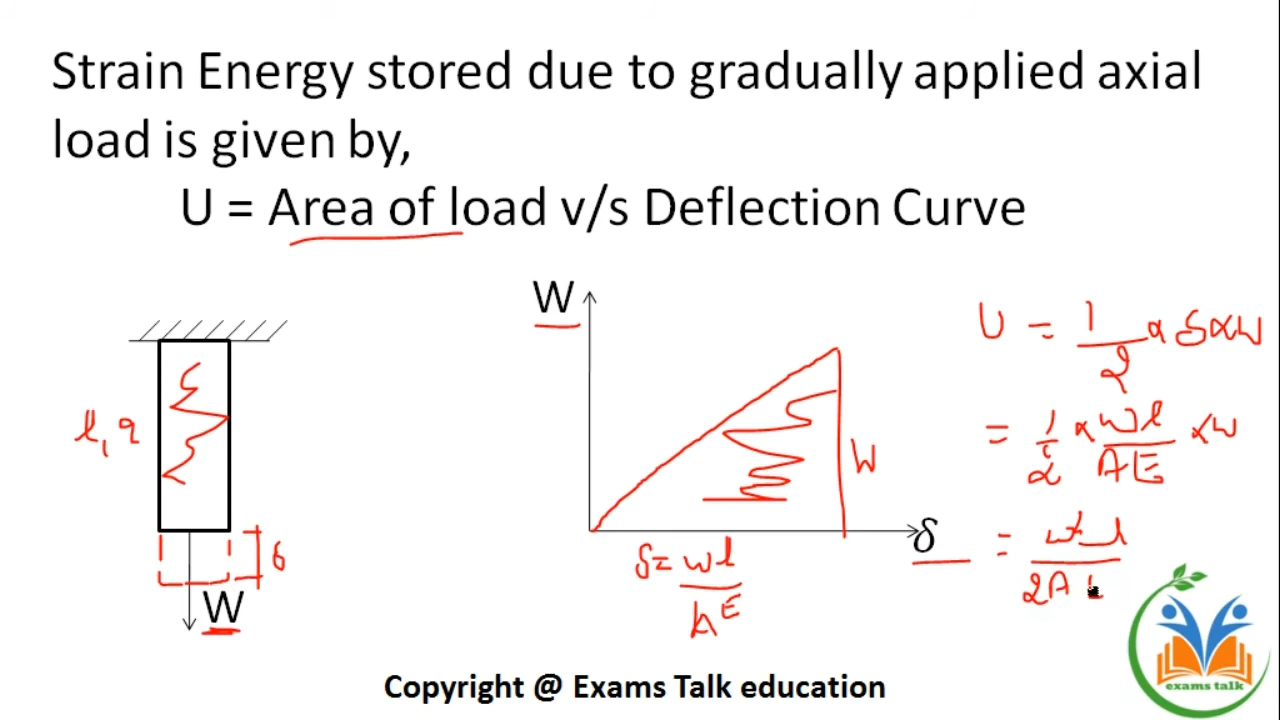 Strain Energy stored due to gradually applied axial
load is given by,
U = Area of load v/s Deflection Curve
W
U = 1/2 x δ x W
l, a
W
= 1/2 x Wl/AE x W
δ
δ = wl/AE
δ
= W²l/2A
W
Copyright @ Exams Talk education
exams talk